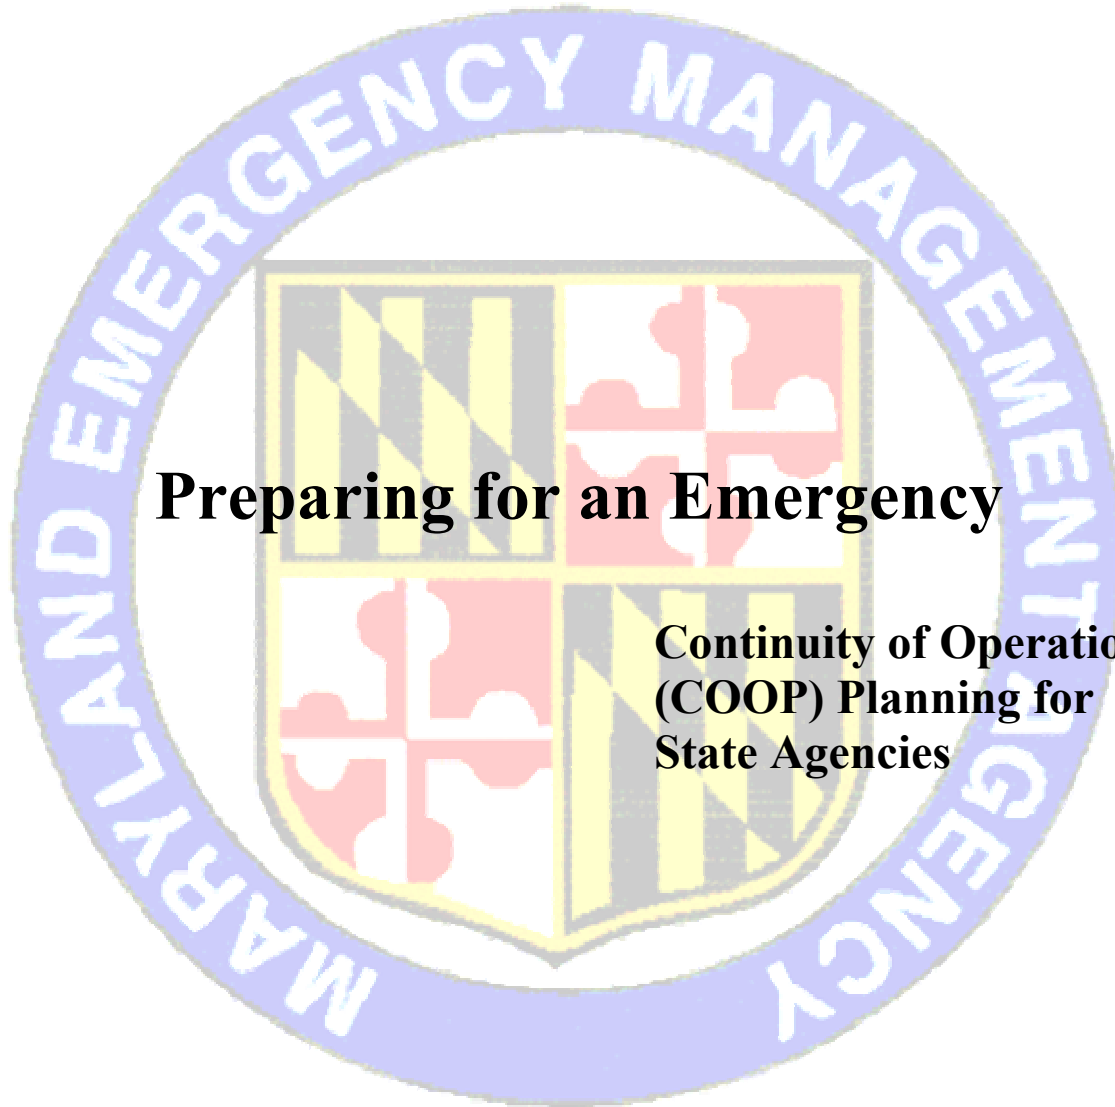 MARYLAND EMERGENCY MANAGEMENT AGENCY
Preparing for an Emergency
Continuity of Operatio
(COOP) Planning for
State Agencies